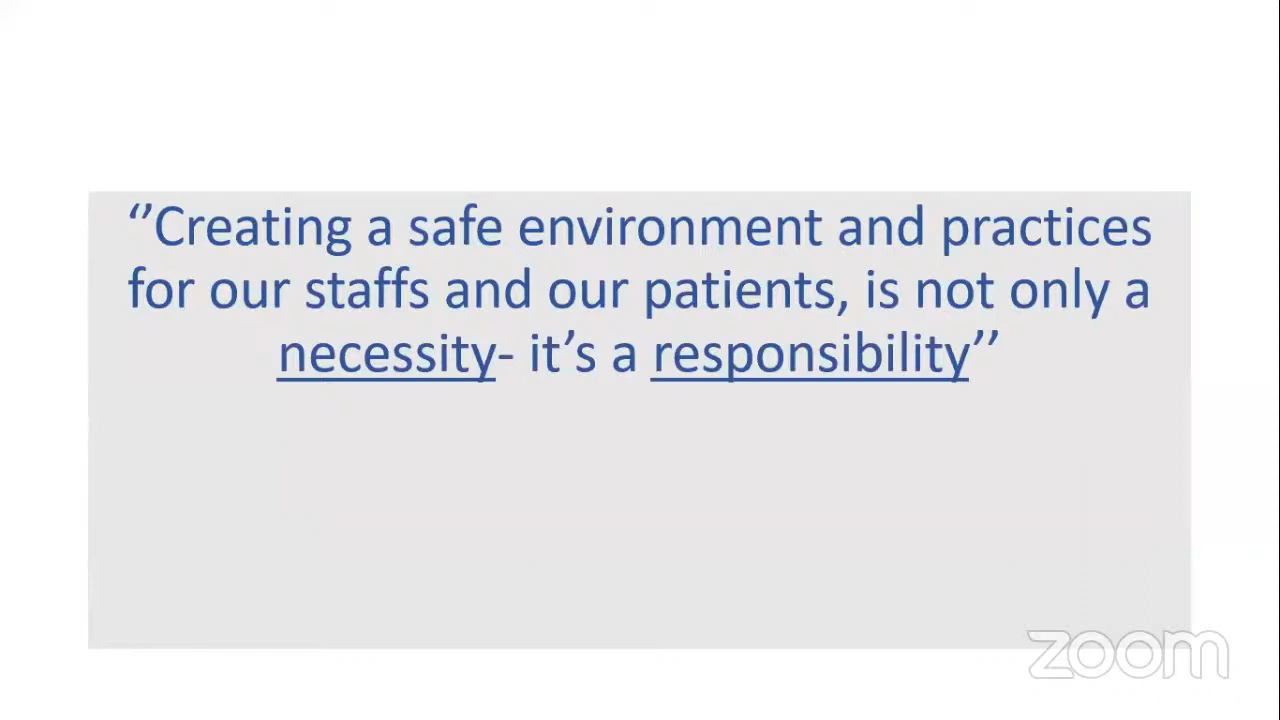 ‘’Creating a safe environment and practices
for our staffs and our patients, is not only a
necessity- it’s a responsibility’’
zoom